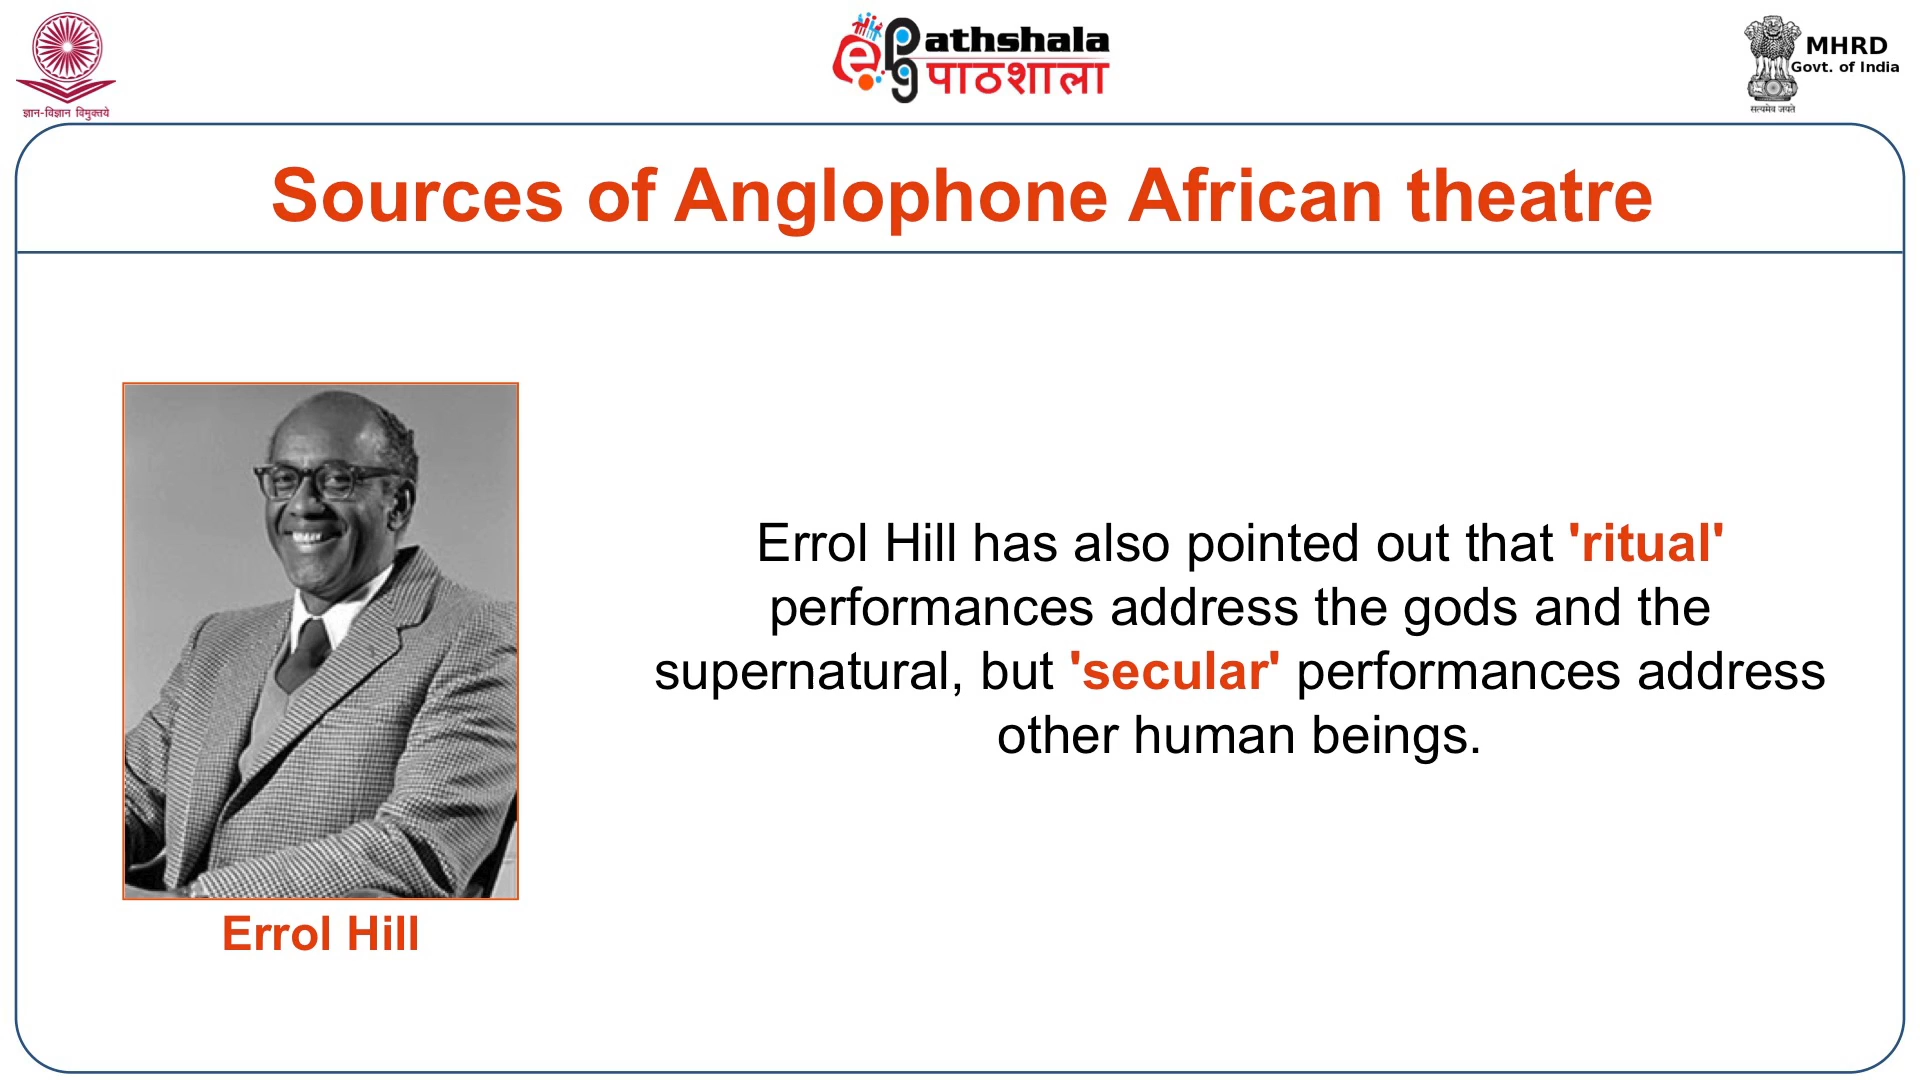 ज्ञान-विज्ञान विमुक्तये
ePG Pathshala
पाठशाला
MHRD
Govt. of India
सत्यमेव जयते
Sources of Anglophone African theatre
Errol Hill has also pointed out that 'ritual'
performances address the gods and the
supernatural, but 'secular' performances address
other human beings.
Errol Hill